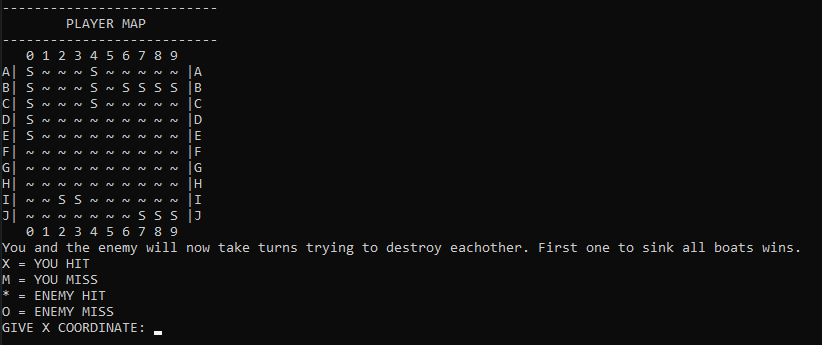 ---------------------------
        PLAYER MAP
---------------------------
   0 1 2 3 4 5 6 7 8 9
A| S ~ ~ ~ S ~ ~ ~ ~ ~ |A
B| S ~ ~ ~ S ~ S S S S |B
C| S ~ ~ ~ S ~ ~ ~ ~ ~ |C
D| S ~ ~ ~ ~ ~ ~ ~ ~ ~ |D
E| S ~ ~ ~ ~ ~ ~ ~ ~ ~ |E
F| ~ ~ ~ ~ ~ ~ ~ ~ ~ ~ |F
G| ~ ~ ~ ~ ~ ~ ~ ~ ~ ~ |G
H| ~ ~ ~ ~ ~ ~ ~ ~ ~ ~ |H
I| ~ ~ S S ~ ~ ~ ~ ~ ~ |I
J| ~ ~ ~ ~ ~ ~ ~ S S S |J
   0 1 2 3 4 5 6 7 8 9
You and the enemy will now take turns trying to destroy eachother. First one to sink all boats wins.
X = YOU HIT
M = YOU MISS
* = ENEMY HIT
O = ENEMY MISS
GIVE X COORDINATE: